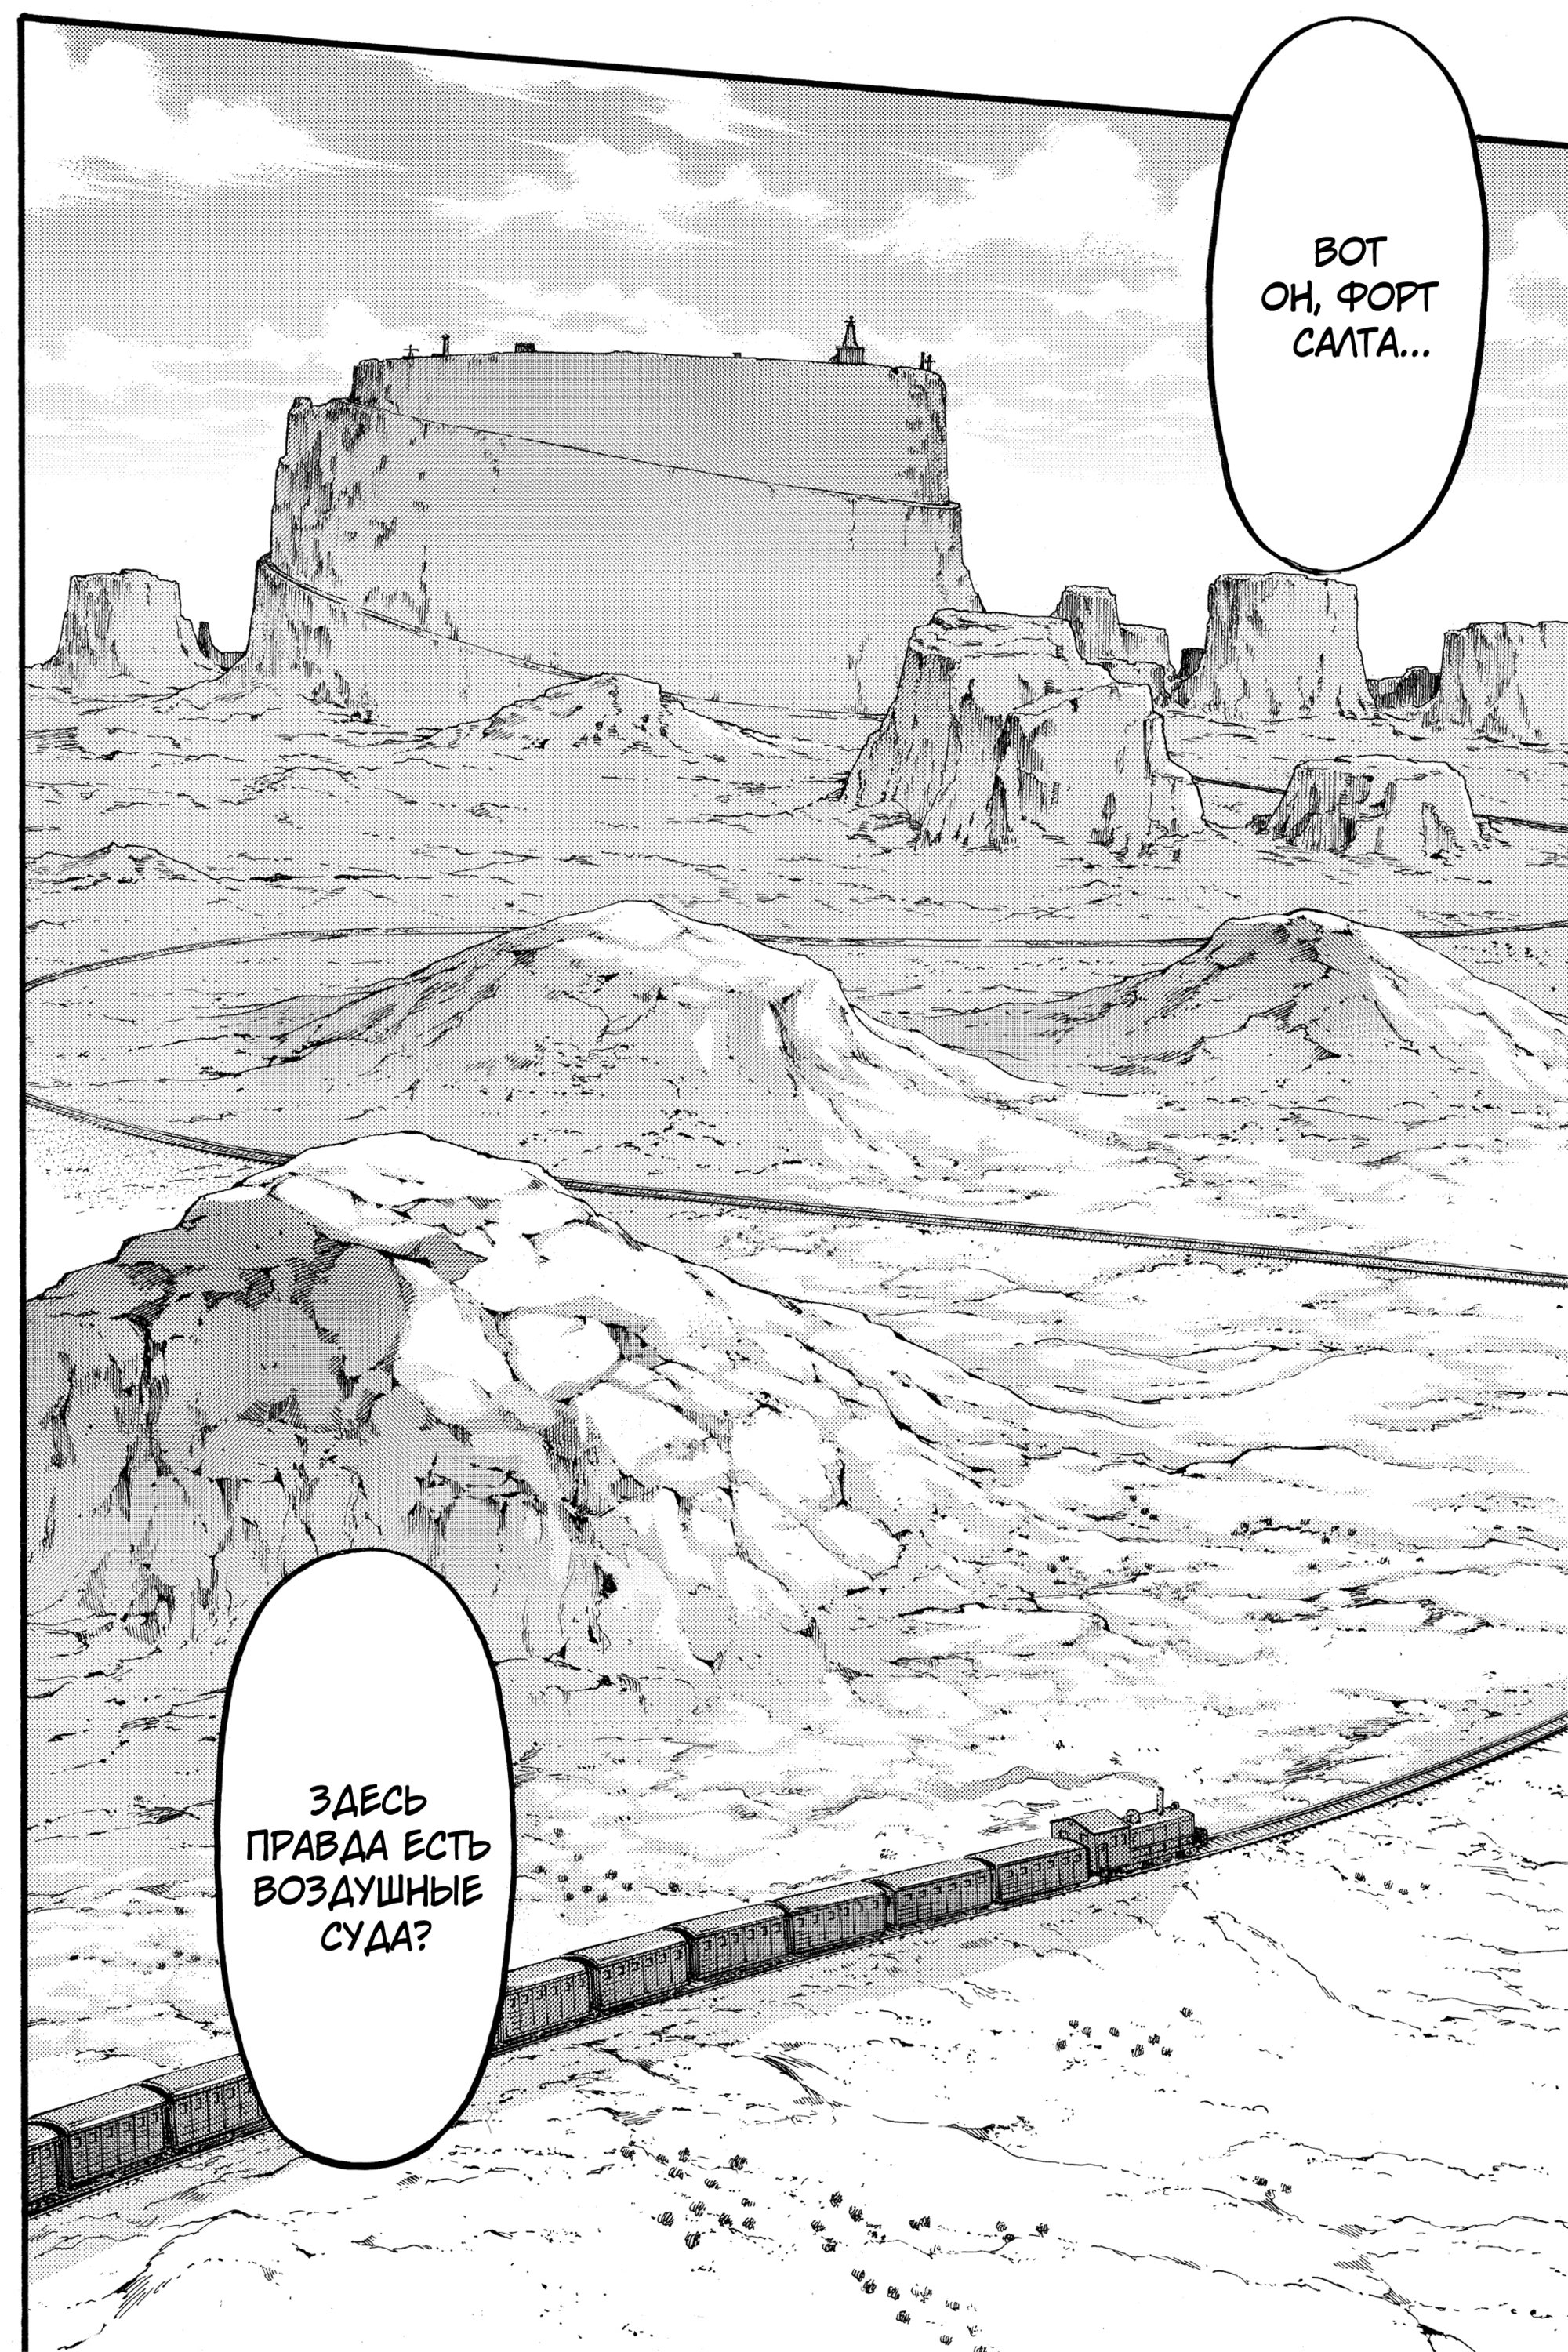 ВОТ
ОН, ФОРТ
САЛТА...
ЗДЕСЬ
ПРАВДА ЕСТЬ
ВОЗДУШНЫЕ
СУДА?